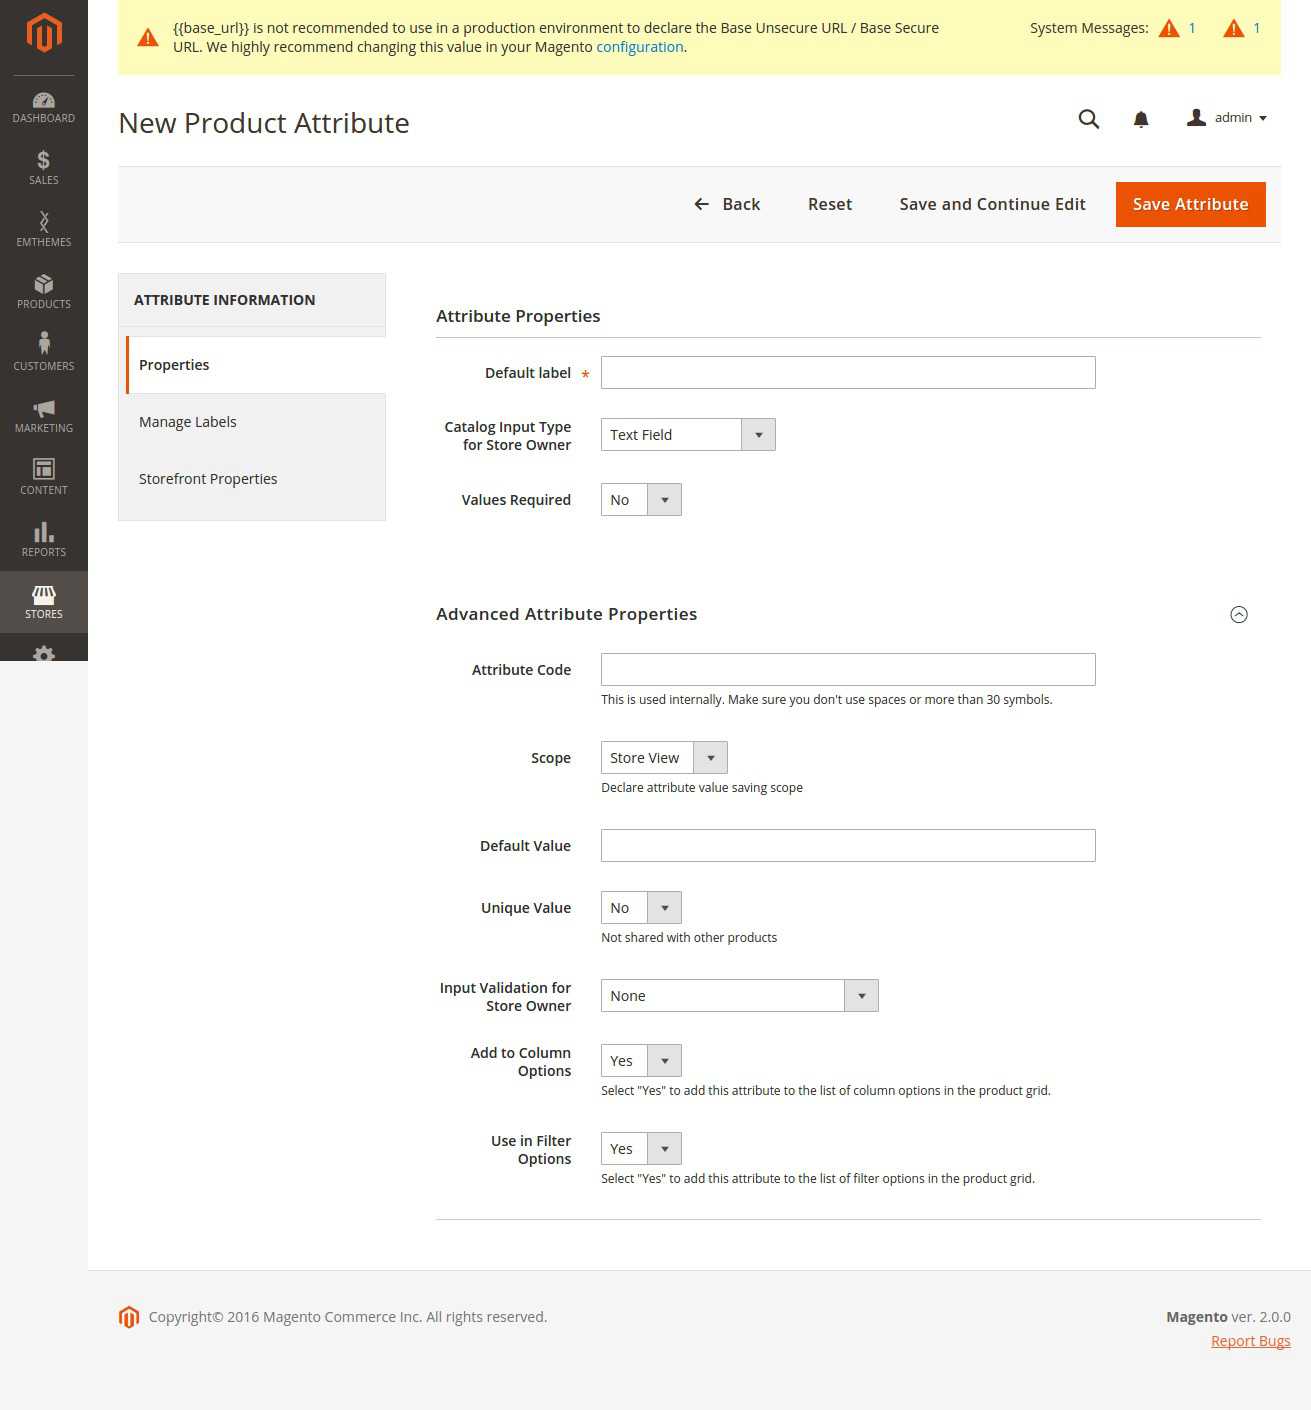 {{base_url}} is not recommended to use in a production environment to declare the Base Unsecure URL / Base Secure
URL. We highly recommend changing this value in your Magento configuration.
System Messages: 1 1
New Product Attribute
admin
Back
Reset
Save and Continue Edit
Save Attribute
DASHBOARD
SALES
EMTHEMES
PRODUCTS
CUSTOMERS
MARKETING
CONTENT
REPORTS
STORES
ATTRIBUTE INFORMATION
Properties
Manage Labels
Storefront Properties
Attribute Properties
Default label *
Catalog Input Type
for Store Owner
Text Field
Values Required
No
Advanced Attribute Properties
Attribute Code
This is used internally. Make sure you don't use spaces or more than 30 symbols.
Scope
Store View
Declare attribute value saving scope
Default Value
Unique Value
No
Not shared with other products
Input Validation for
Store Owner
None
Add to Column
Options
Yes
Select "Yes" to add this attribute to the list of column options in the product grid.
Use in Filter
Options
Yes
Select "Yes" to add this attribute to the list of filter options in the product grid.
Copyright© 2016 Magento Commerce Inc. All rights reserved.
Magento ver. 2.0.0
Report Bugs